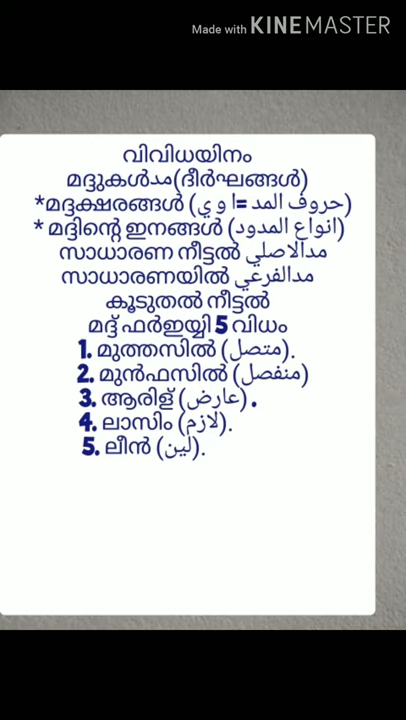 Made with KINEMASTER
വിവിധയിനം
മദ്ദുകൾمد(ദീർഘങ്ങൾ)
*മദ്ദക്ഷരങ്ങൾ (حروف المد =ا و ي)
* മദ്ദിന്റെ ഇനങ്ങൾ (انواع المدود)
സാധാരണ നീട്ടൽ مدالاصلي
സാധാരണയിൽ مدالفرعي
കൂടുതൽ നീട്ടൽ
മദ്ദ് ഫർഇയ്യി 5 വിധം
1. മുത്തസിൽ (متصل).
2. മുൻഫസിൽ (منفصل)
3. ആരിള് (عارض).
4. ലാസിം (لازم).
5. ലീൻ (لين).